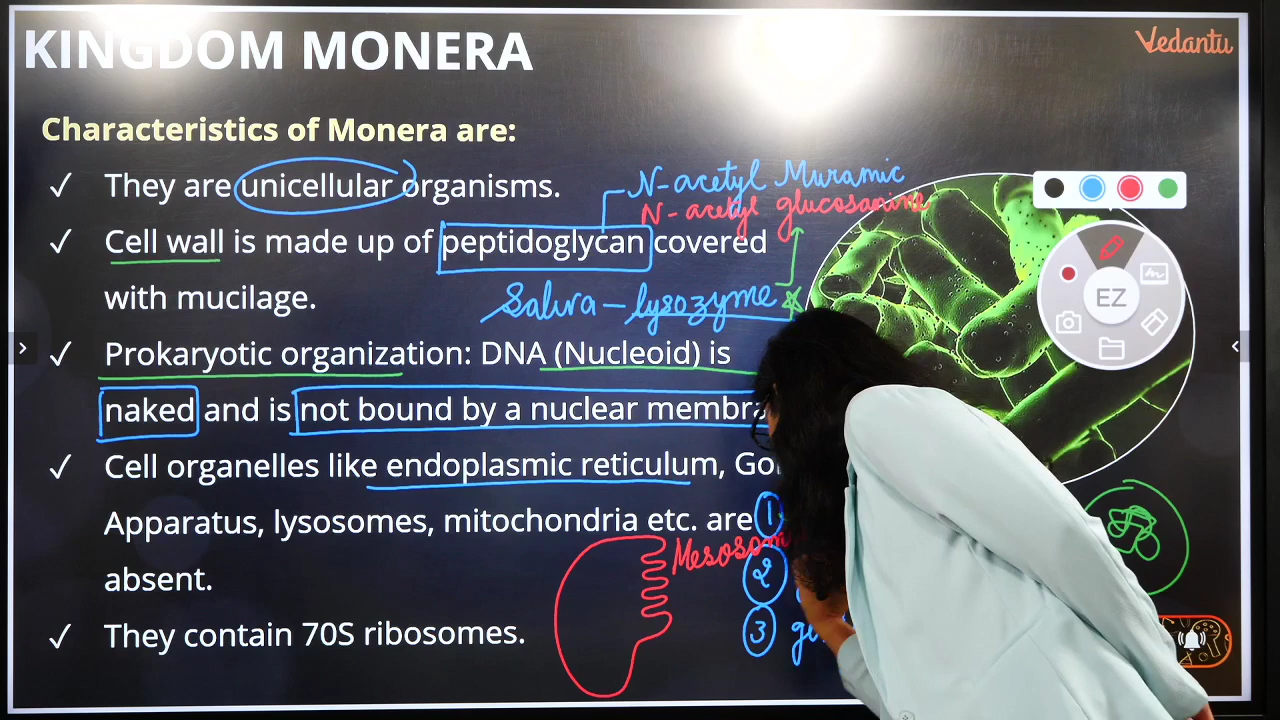 KINGDOM MONERA
Vedantu
Characteristics of Monera are:
✓ They are unicellular organisms.
N-acetyl Muramic
N-acetyl glucosamine
✓ Cell wall is made up of peptidoglycan covered
with mucilage.
Saliva - lysozyme
✓ Prokaryotic organization: DNA (Nucleoid) is
naked and is not bound by a nuclear
✓ Cell organelles like endoplasmic reticulum,
Apparatus, lysosomes, mitochondria etc. are
absent.
✓ They contain 70S ribosomes.
1
2
3
EZ